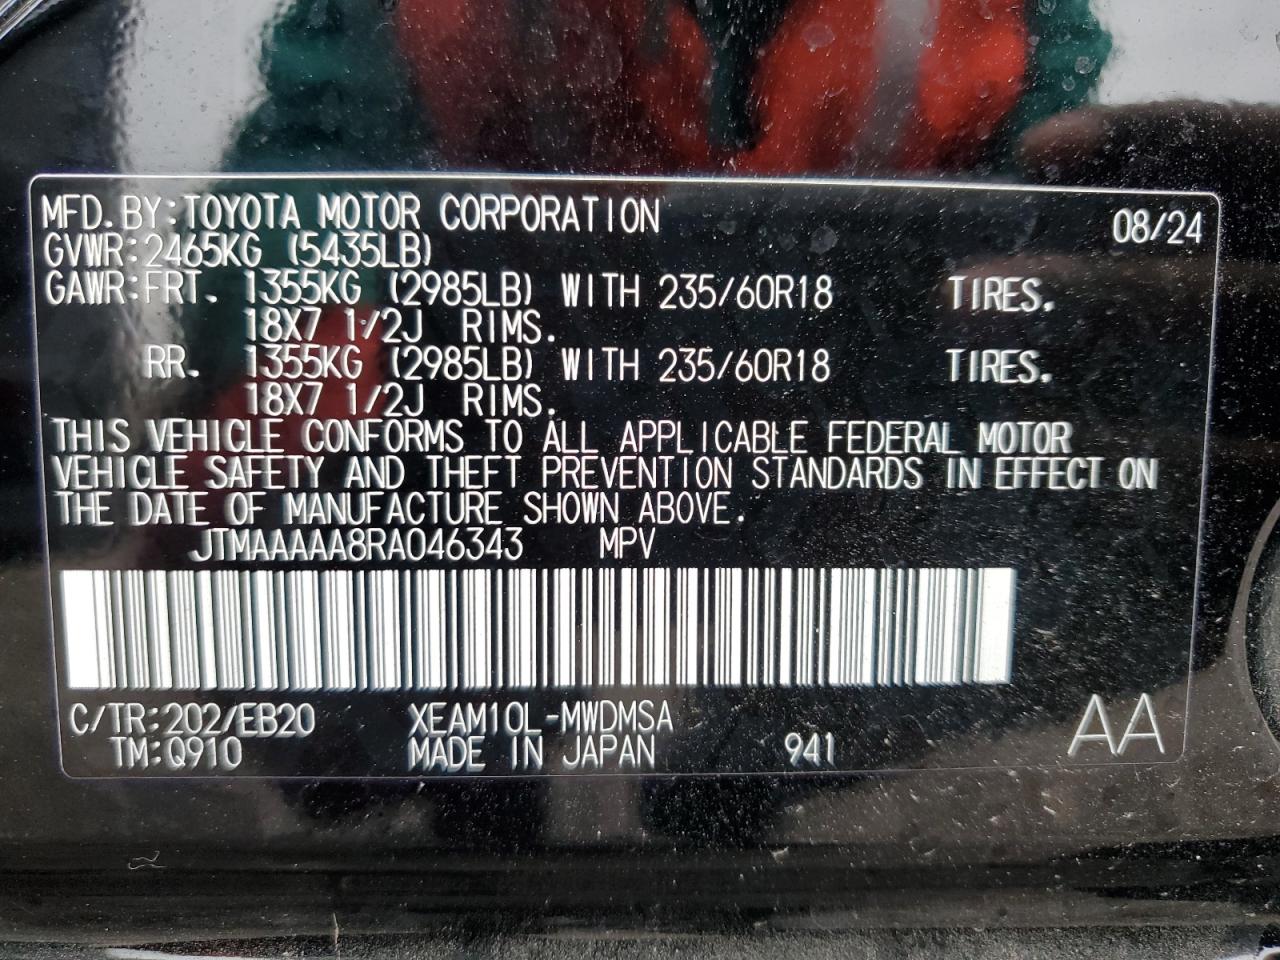 MFD.BY:TOYOTA MOTOR CORPORATION 08/24
GVWR:2465KG (5435LB)
GAWR:FRT. 1355KG (2985LB) WITH 235/60R18 TIRES.
18X7 1/2J RIMS.
RR. 1355KG (2985LB) WITH 235/60R18 TIRES.
18X7 1/2J RIMS.
THIS VEHICLE CONFORMS TO ALL APPLICABLE FEDERAL MOTOR
VEHICLE SAFETY AND THEFT PREVENTION STANDARDS IN EFFECT ON
THE DATE OF MANUFACTURE SHOWN ABOVE.
JTMAAAAA8RA046343 MPV
C/TR:202/EB20 XEAM10L-MWDMSA AA
TM:Q910 MADE IN JAPAN 941